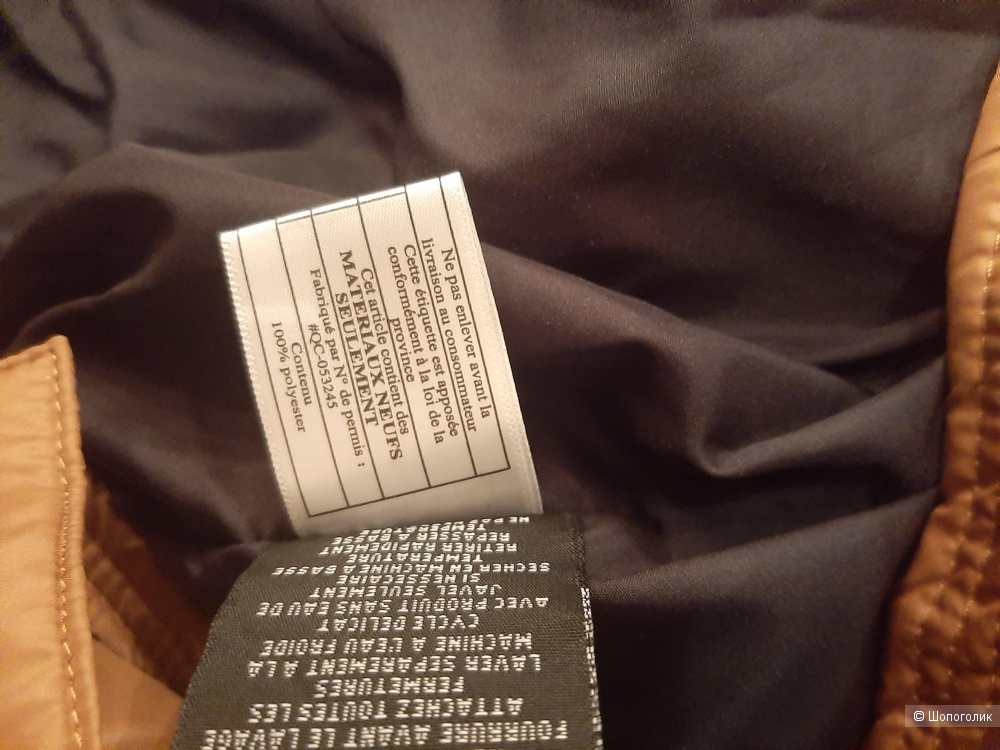 Ne pas enlever avant la
livraison au consommateur
Cette étiquette est apposée
conformément à la loi de la
province
Cet article contient des
MATERIAUX NEUFS
SEULEMENT
Fabriqué par N° de permis :
#QC-053245
Contenu
100% polyester
FOURRURE AVANT LE LAVAGE
ATTACHEZ TOUTES LES
FERMETURES
LAVER SEPAREMENT A LA
MACHINE A L'EAU FROIDE
CYCLE DELICAT
AVEC PRODUIT SANS EAU DE
JAVEL SEULEMENT
SI NESSECAIRE
SECHER EN MACHINE A BASSE
TEMPERATURE
RETIRER RAPIDEMENT
REPASSER A BASSE
TEMPERATURE
© Шопоголик